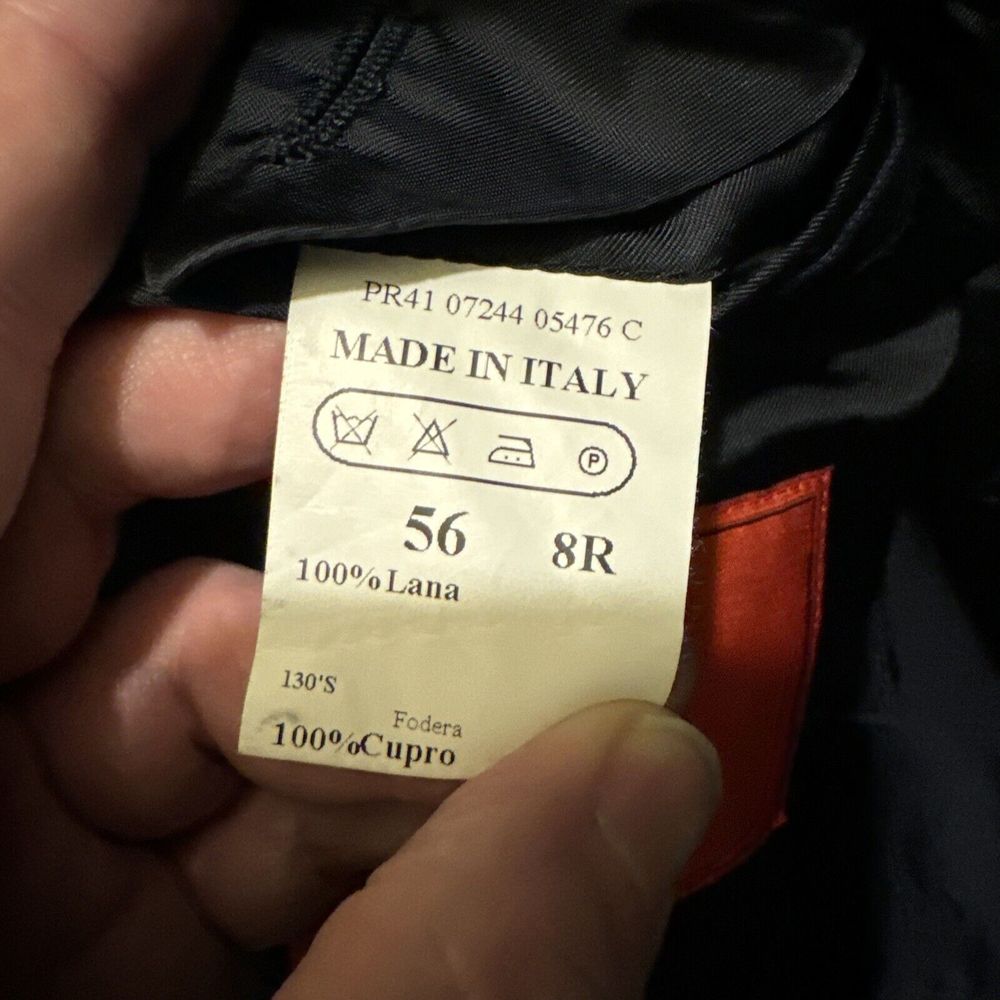 PR41 07244 05476 C
MADE IN ITALY
P
56 8R
100% Lana
130'S
Fodera
100%Cupro